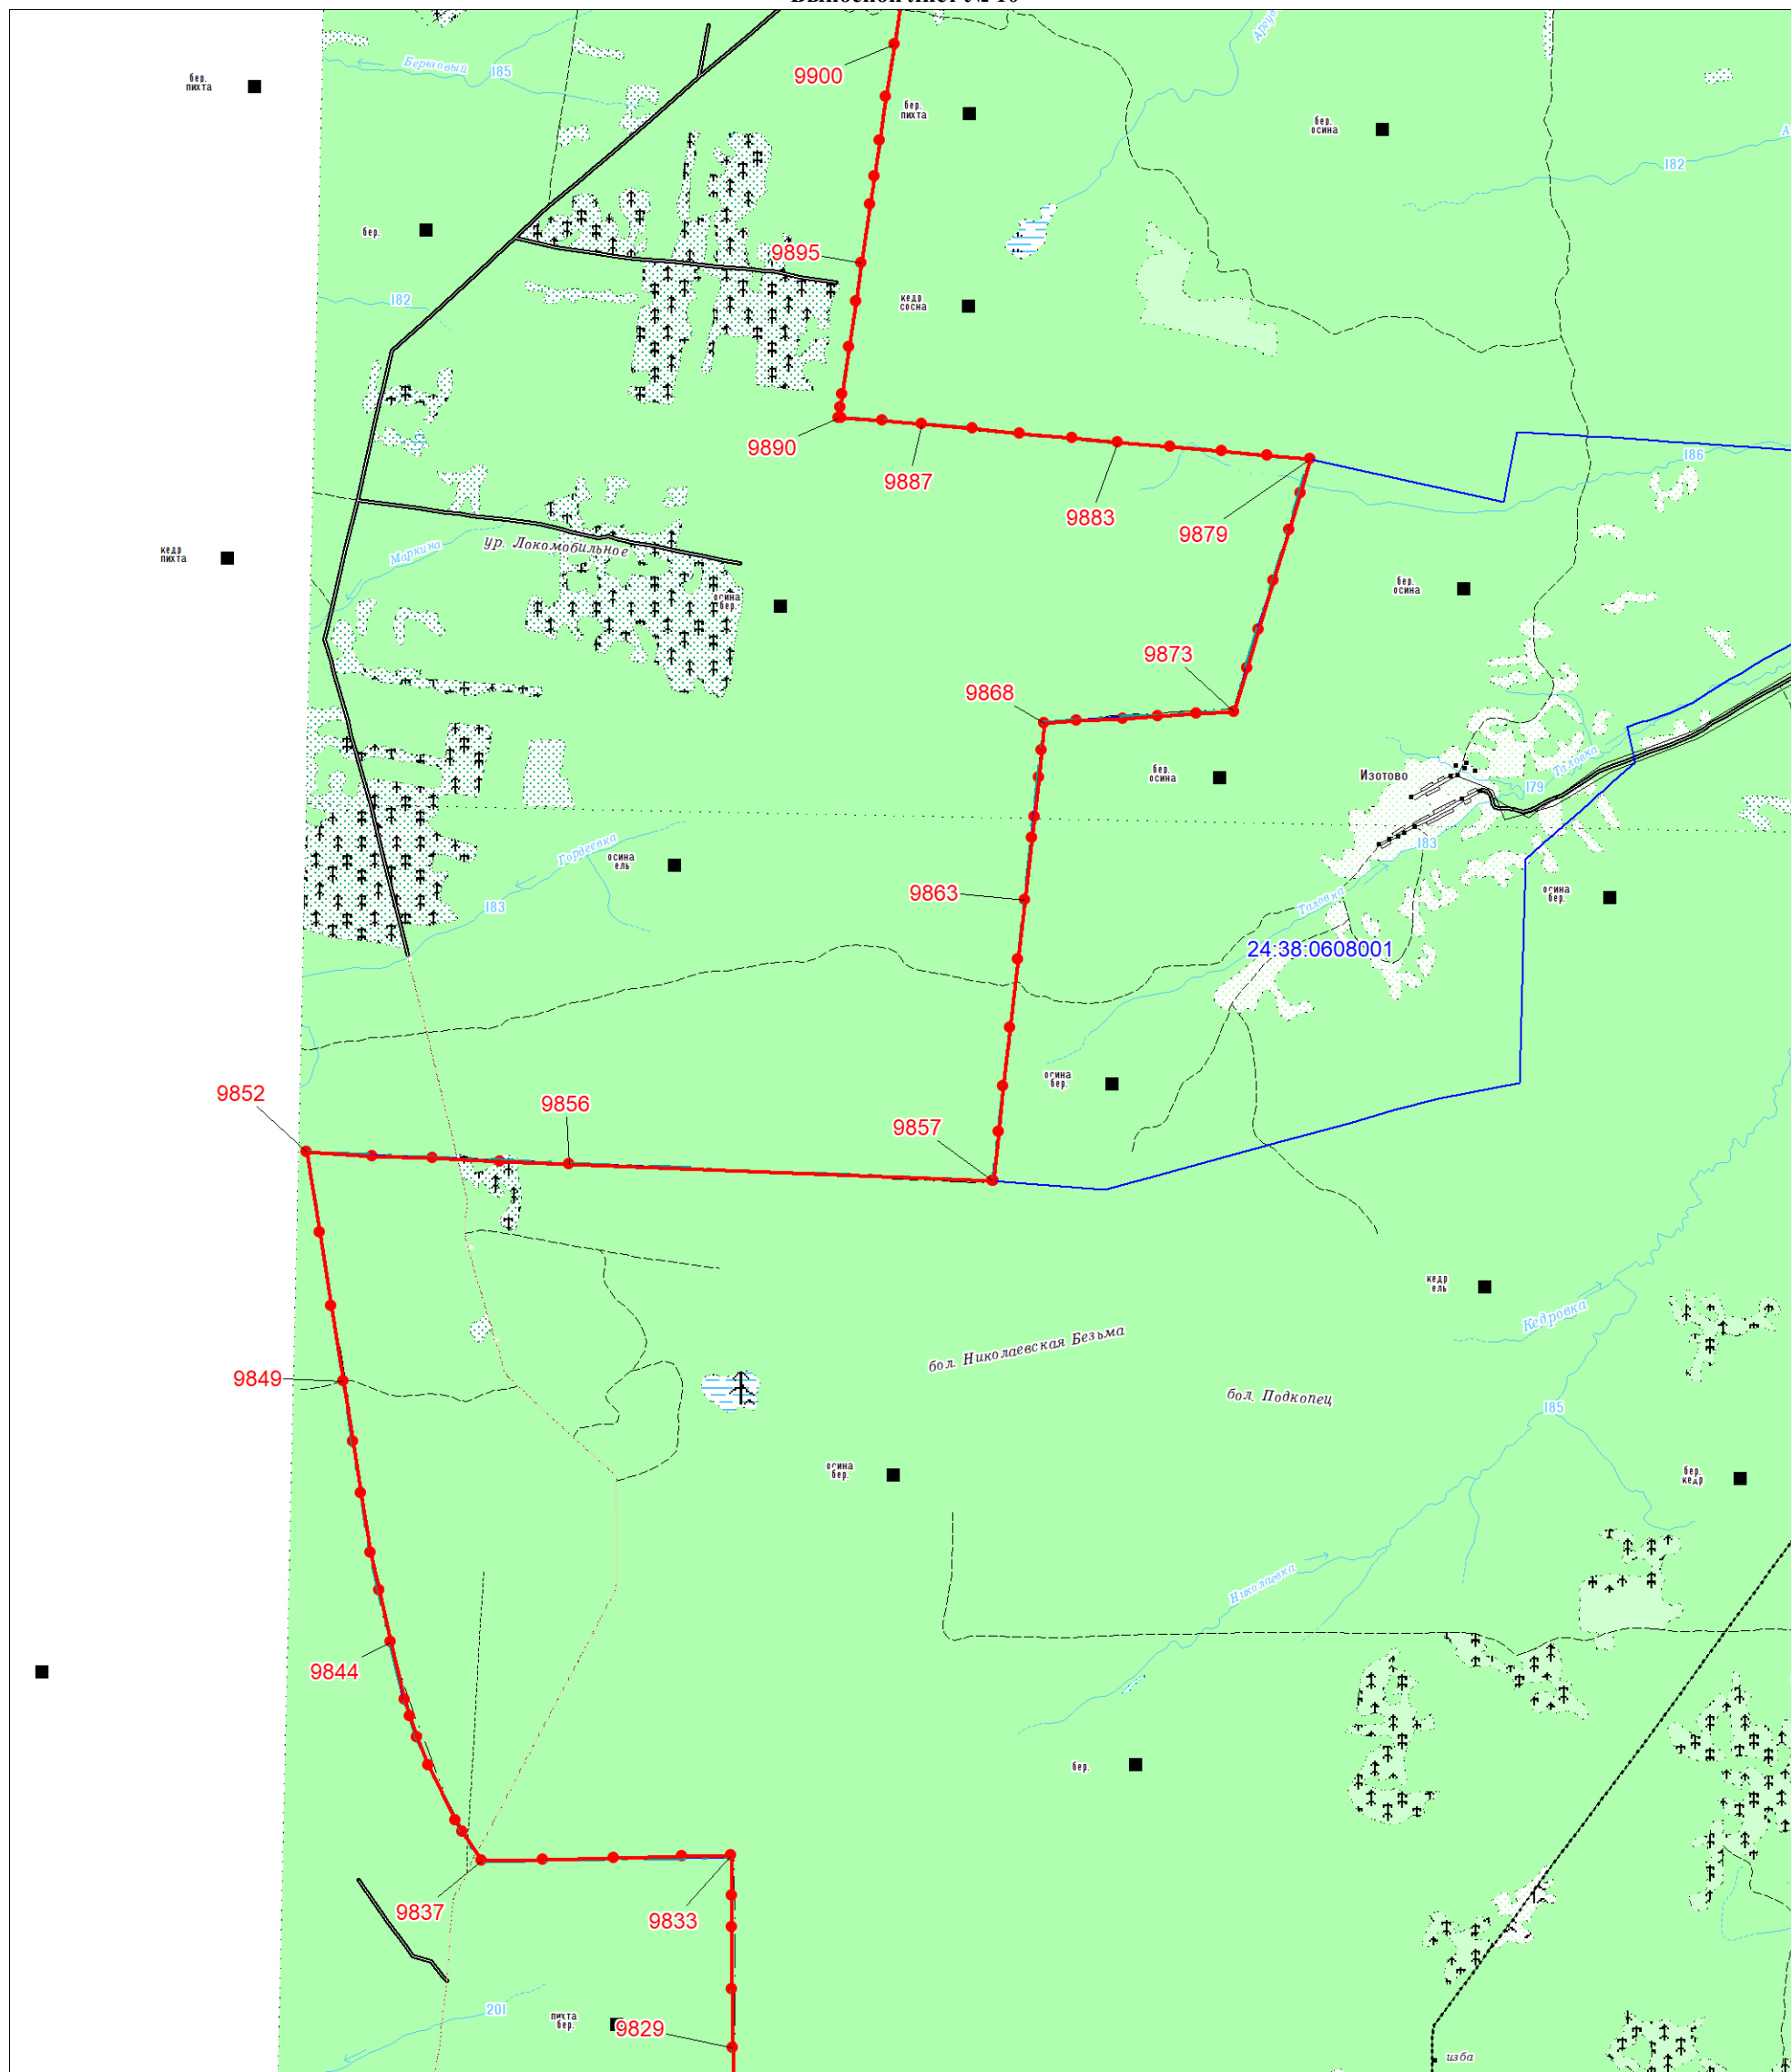 9900
бер.
пихта
Березовый
185
бер.
пихта
бер.
осина
182
бер.
9895
182
кедр
сосна
9890
9887
186
9883
9879
ур. Локомобильное
Маркина
кедр
пихта
осина
бер.
бер.
осина
9873
9868
бер.
осина
Изотово
Таловка
179
183
осина
ель
Гордеевка
183
9863
осина
бер.
Таловка
24:38:0608001
осина
бер.
9852
9856
9857
кедр
ель
Кедровка
бол. Николаевская Безьма
9849
бол. Подкопец
185
осина
бер.
бер.
кедр
Николаевка
9844
бер.
9837
9833
201
пихта
бер.
9829
изба